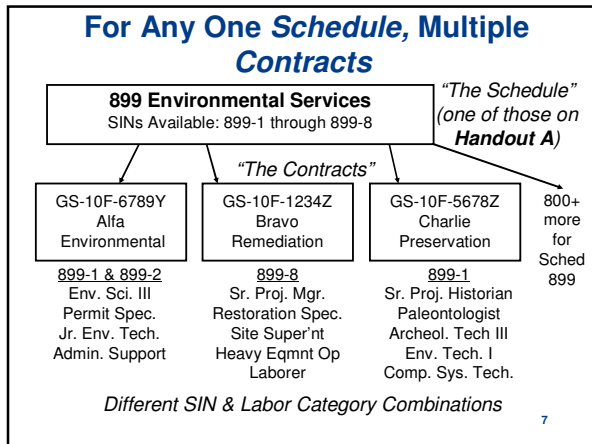 For Any One Schedule, Multiple
Contracts
899 Environmental Services
SINs Available: 899-1 through 899-8
“The Schedule”
(one of those on
Handout A)
“The Contracts”
GS-10F-6789Y
Alfa
Environmental
GS-10F-1234Z
Bravo
Remediation
GS-10F-5678Z
Charlie
Preservation
800+
more
for
Sched
899
899-1 & 899-2
Env. Sci. III
Permit Spec.
Jr. Env. Tech.
Admin. Support
899-8
Sr. Proj. Mgr.
Restoration Spec.
Site Super’nt
Heavy Eqmnt Op
Laborer
899-1
Sr. Proj. Historian
Paleontologist
Archeol. Tech III
Env. Tech. I
Comp. Sys. Tech.
Different SIN & Labor Category Combinations
7